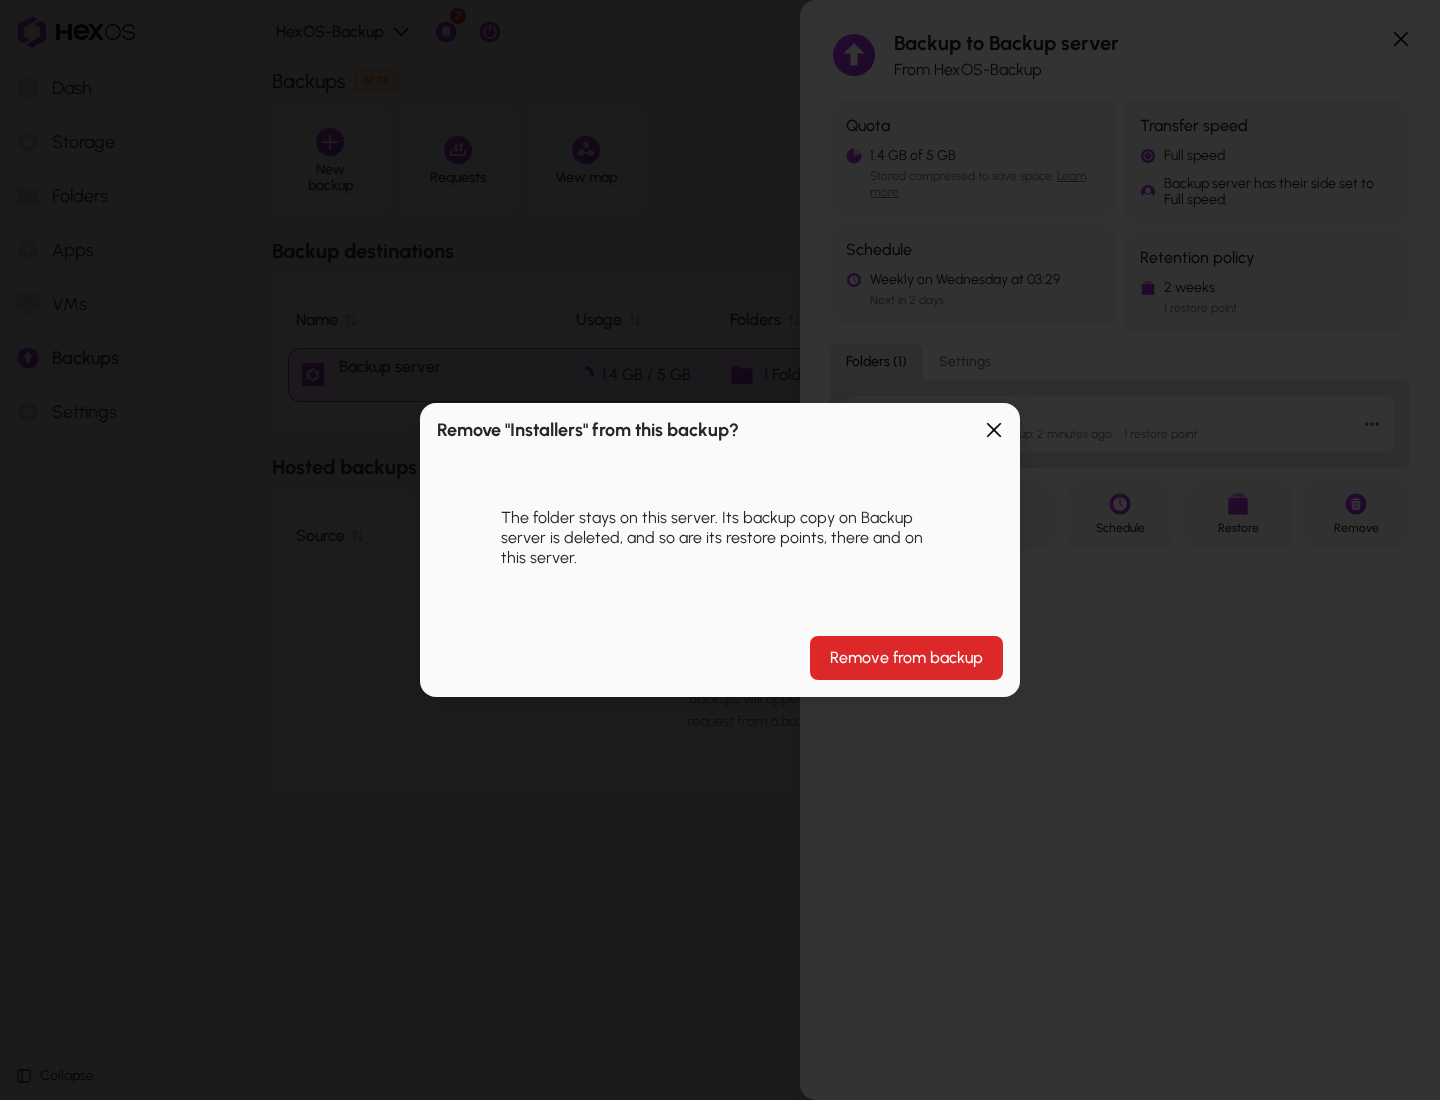 HexOS
HexOS-Backup
7
Dash
Storage
Folders
Apps
VMs
Backups
Settings
Collapse
Backups BETA
New
backup
Requests
View map
Backup destinations
Name
Usage
Folders
Backup server
1.4 GB / 5 GB
Hosted backups
Source
request from a
Backup to Backup server
From HexOS-Backup
Quota
1.4 GB of 5 GB
Stored compressed to save space. Learn
more
Transfer speed
Full speed
Backup server has their side set to
Full speed.
Schedule
Weekly on Wednesday at 03:29
Next in 2 days
Retention policy
2 weeks
1 restore point
Folders (1)
Settings
2 minutes ago
1 restore point
Schedule
Restore
Remove
Remove "Installers" from this backup?
The folder stays on this server. Its backup copy on Backup
server is deleted, and so are its restore points, there and on
this server.
Remove from backup